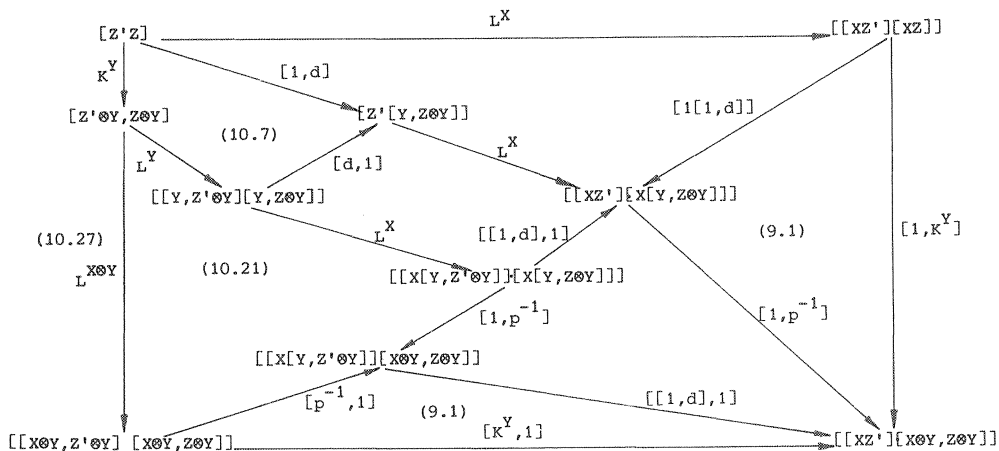 L^X
[Z'Z] [[XZ'][XZ]]
K^Y [1,d] [1[1,d]]
[Z'⊗Y,Z⊗Y] [Z'[Y,Z⊗Y]]
(10.7)
L^Y [d,1] L^X
[[Y,Z'⊗Y][Y,Z⊗Y]] [[XZ'][X[Y,Z⊗Y]]]
(10.27) L^X [[1,d],1] (9.1) [1,K^Y]
L^{X⊗Y} (10.21)
[[X[Y,Z'⊗Y]][X[Y,Z⊗Y]]]
[1,p^{-1}] [1,p^{-1}]
[[X[Y,Z'⊗Y]][X⊗Y,Z⊗Y]]
[p^{-1},1] (9.1) [[1,d],1]
[K^Y,1]
[[X⊗Y,Z'⊗Y] [X⊗Y,Z⊗Y]] [[XZ'][X⊗Y,Z⊗Y]]